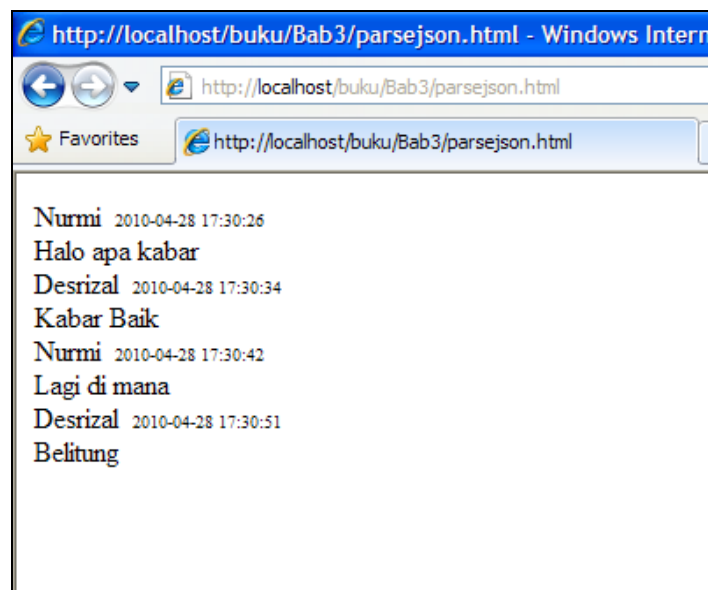 http://localhost/buku/Bab3/parsejson.html - Windows Intern
http://localhost/buku/Bab3/parsejson.html
Favorites http://localhost/buku/Bab3/parsejson.html
Nurmi 2010-04-28 17:30:26
Halo apa kabar
Desrizal 2010-04-28 17:30:34
Kabar Baik
Nurmi 2010-04-28 17:30:42
Lagi di mana
Desrizal 2010-04-28 17:30:51
Belitung